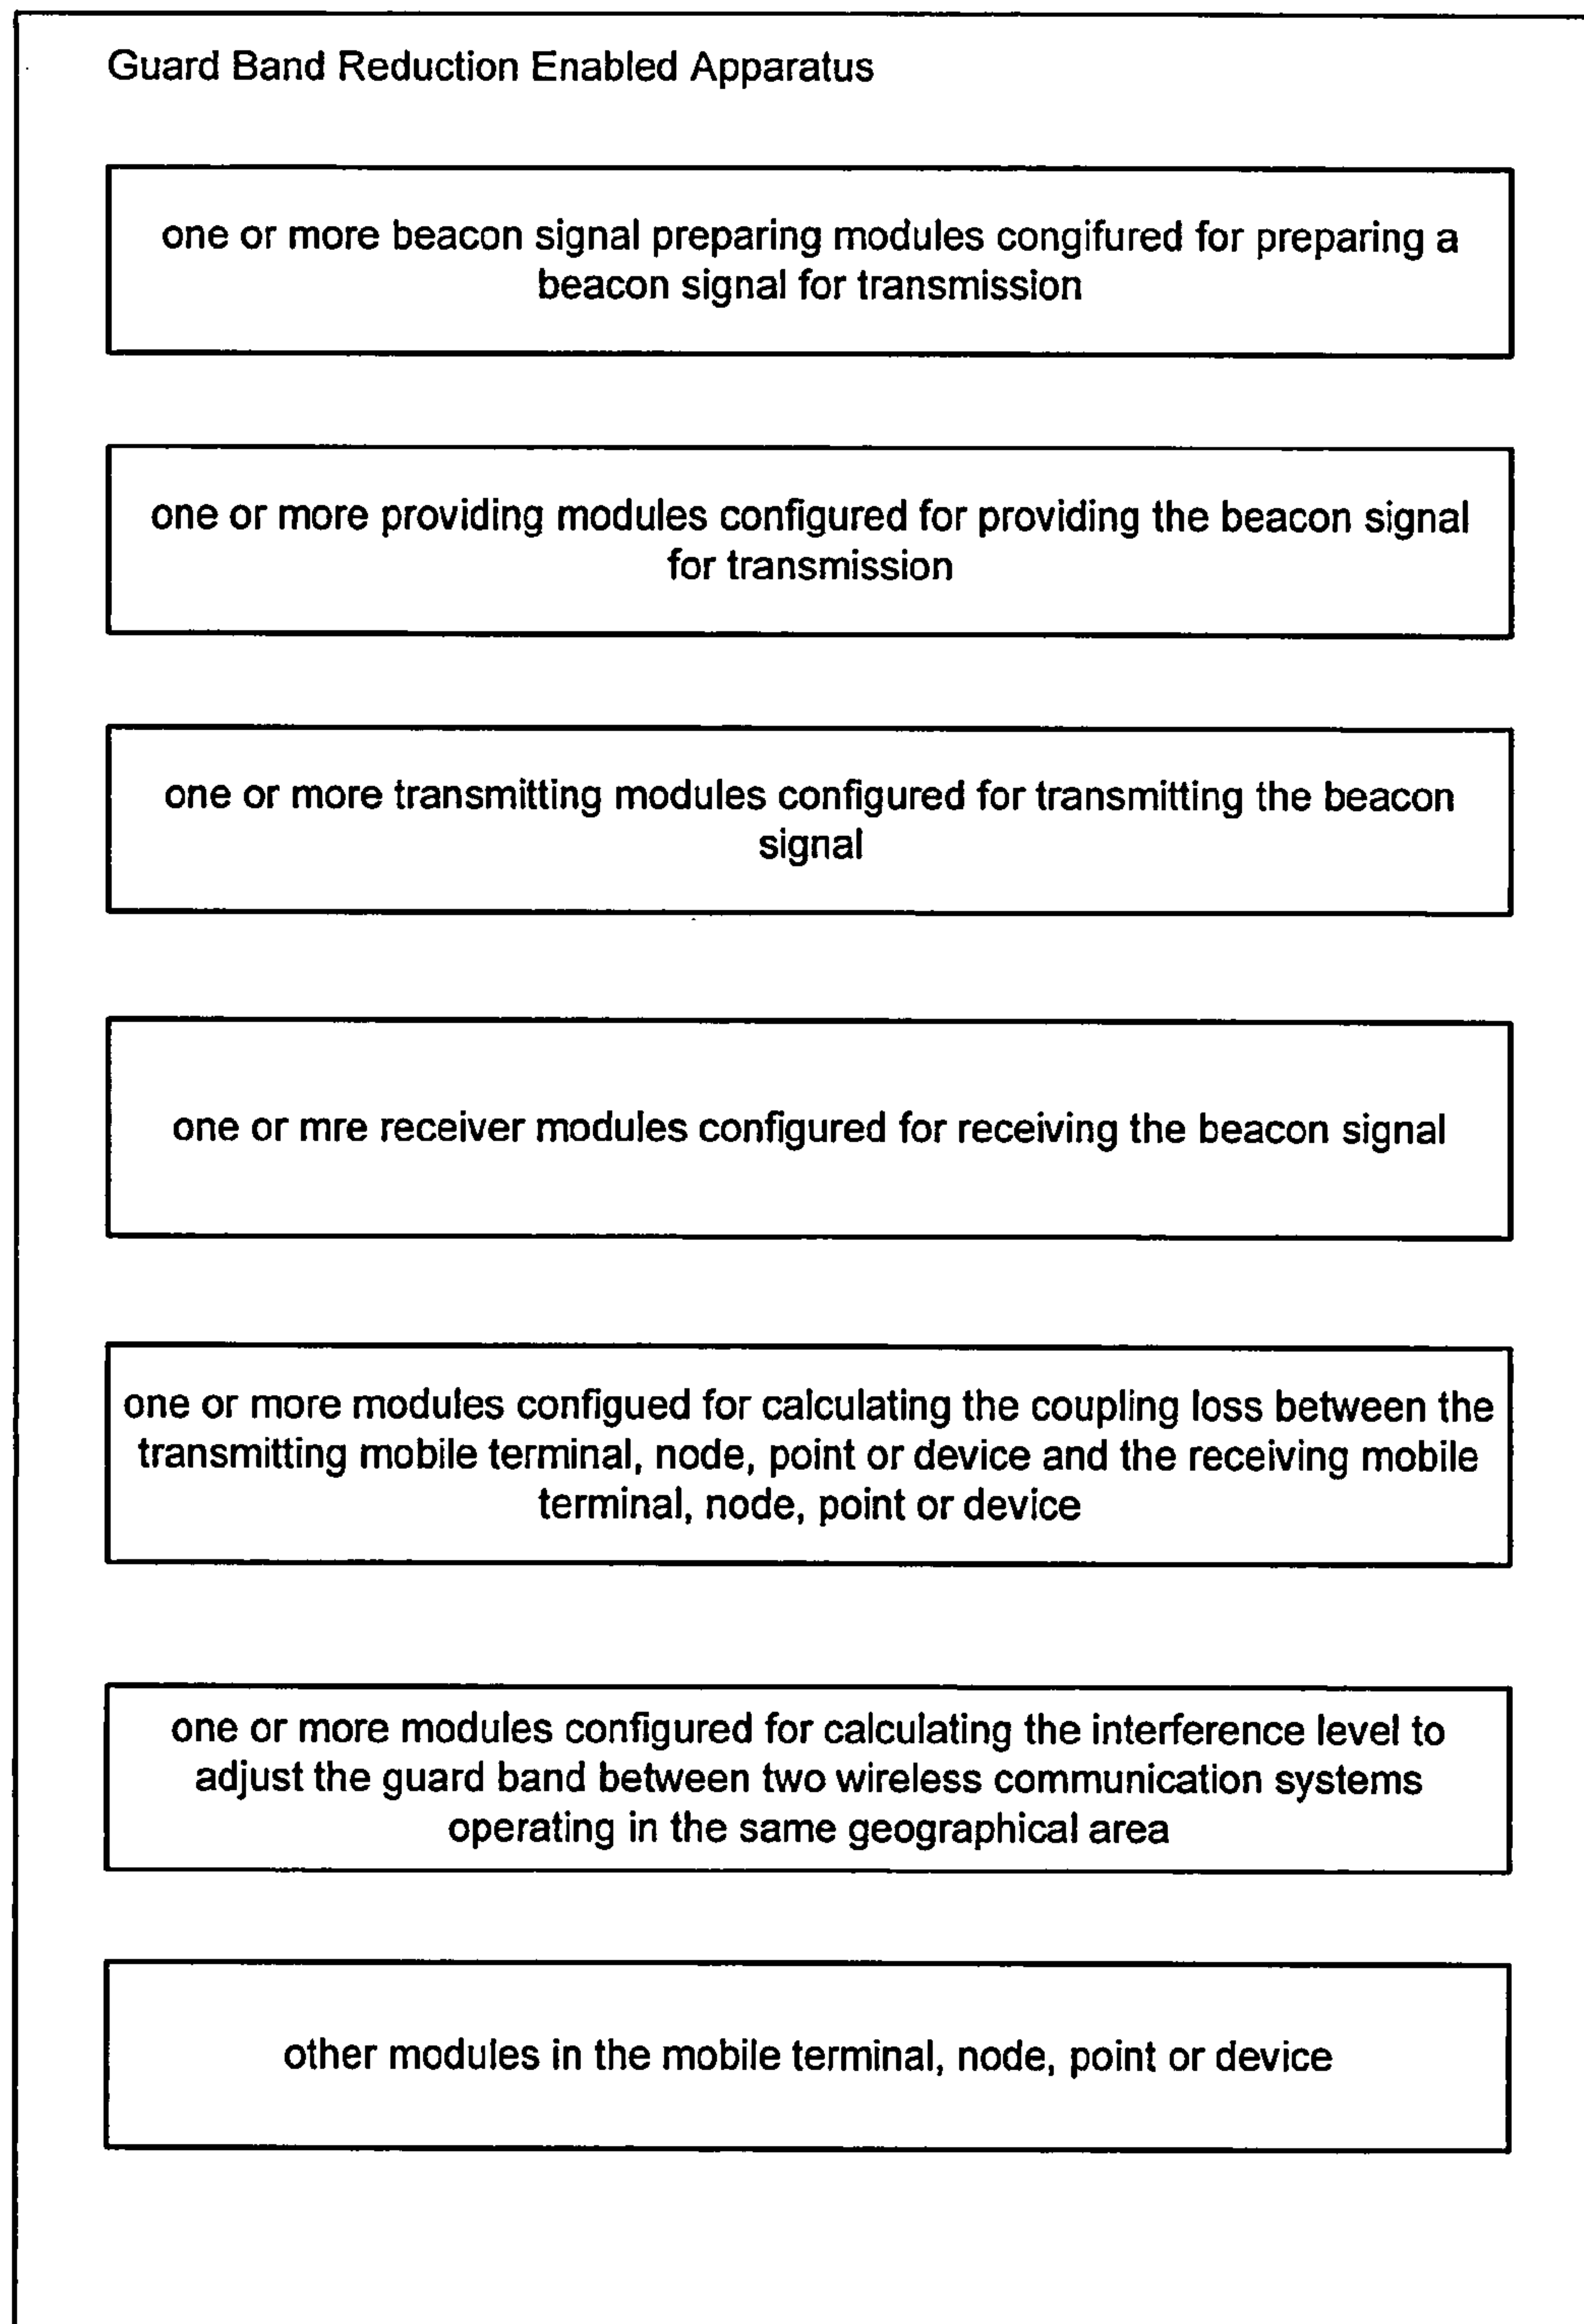 Guard Band Reduction Enabled Apparatus
one or more beacon signal preparing modules congifured for preparing a
beacon signal for transmission
one or more providing modules configured for providing the beacon signal
for transmission
one or more transmitting modules configured for transmitting the beacon
signal
one or mre receiver modules configured for receiving the beacon signal
one or more modules configued for calculating the coupling loss between the
transmitting mobile terminal, node, point or device and the receiving mobile
terminal, node, point or device
one or more modules configured for calculating the interference level to
adjust the guard band between two wireless communication systems
operating in the same geographical area
other modules in the mobile terminal, node, point or device